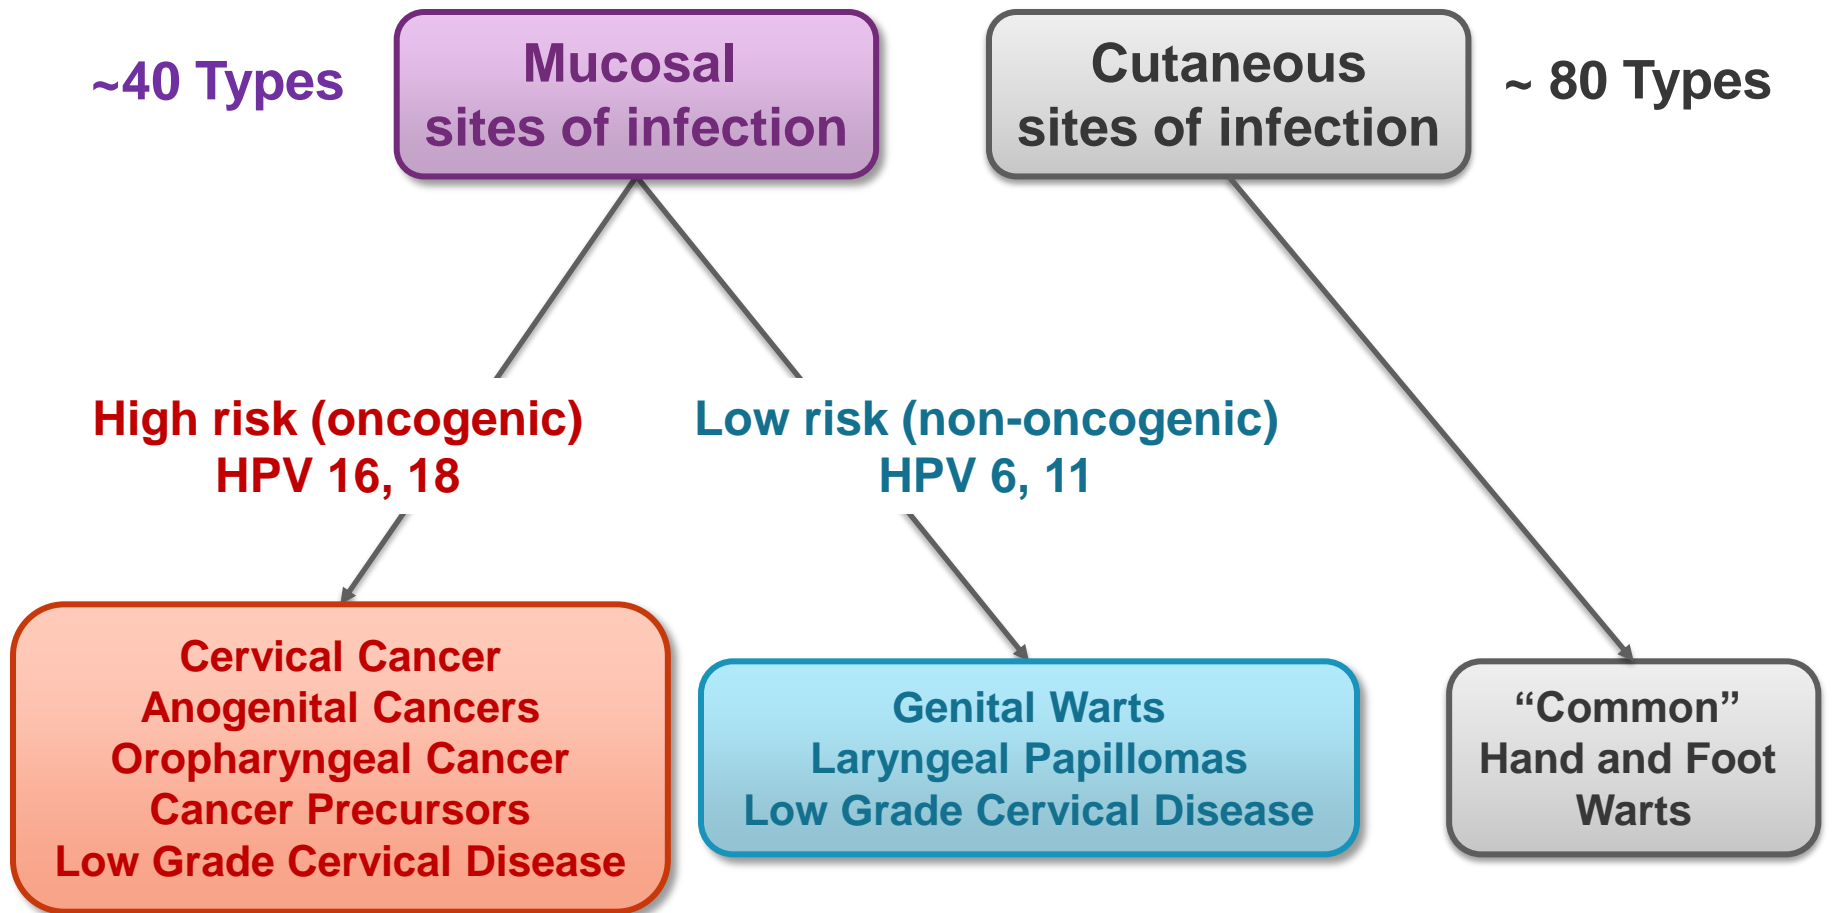 ~40 Types
Mucosal
sites of infection
Cutaneous
sites of infection
~ 80 Types
High risk (oncogenic)
HPV 16, 18
Low risk (non-oncogenic)
HPV 6, 11
Cervical Cancer
Anogenital Cancers
Oropharyngeal Cancer
Cancer Precursors
Low Grade Cervical Disease
Genital Warts
Laryngeal Papillomas
Low Grade Cervical Disease
“Common”
Hand and Foot
Warts